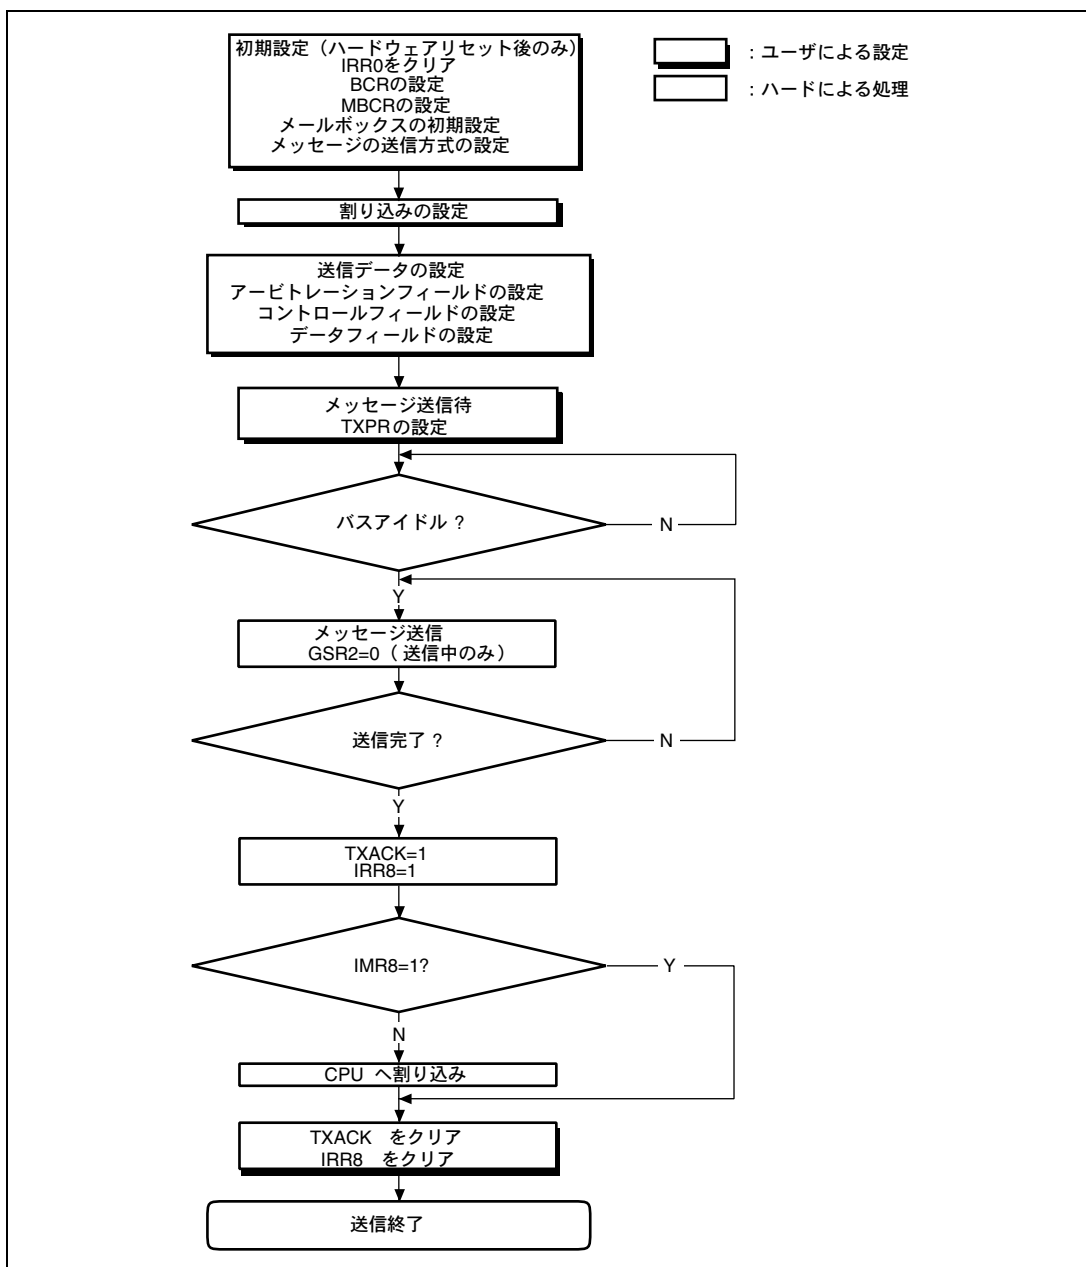 初期設定（ハードウェアリセット後のみ）
IRR0をクリア
BCRの設定
MBCRの設定
メールボックスの初期設定
メッセージの送信方式の設定
：ユーザによる設定
：ハードによる処理
割り込みの設定
送信データの設定
アービトレーションフィールドの設定
コントロールフィールドの設定
データフィールドの設定
メッセージ送信待
TXPRの設定
バスアイドル ?
N
Y
メッセージ送信
GSR2=0（送信中のみ）
送信完了 ?
N
Y
TXACK=1
IRR8=1
IMR8=1?
Y
N
CPU へ割り込み
TXACK をクリア
IRR8 をクリア
送信終了